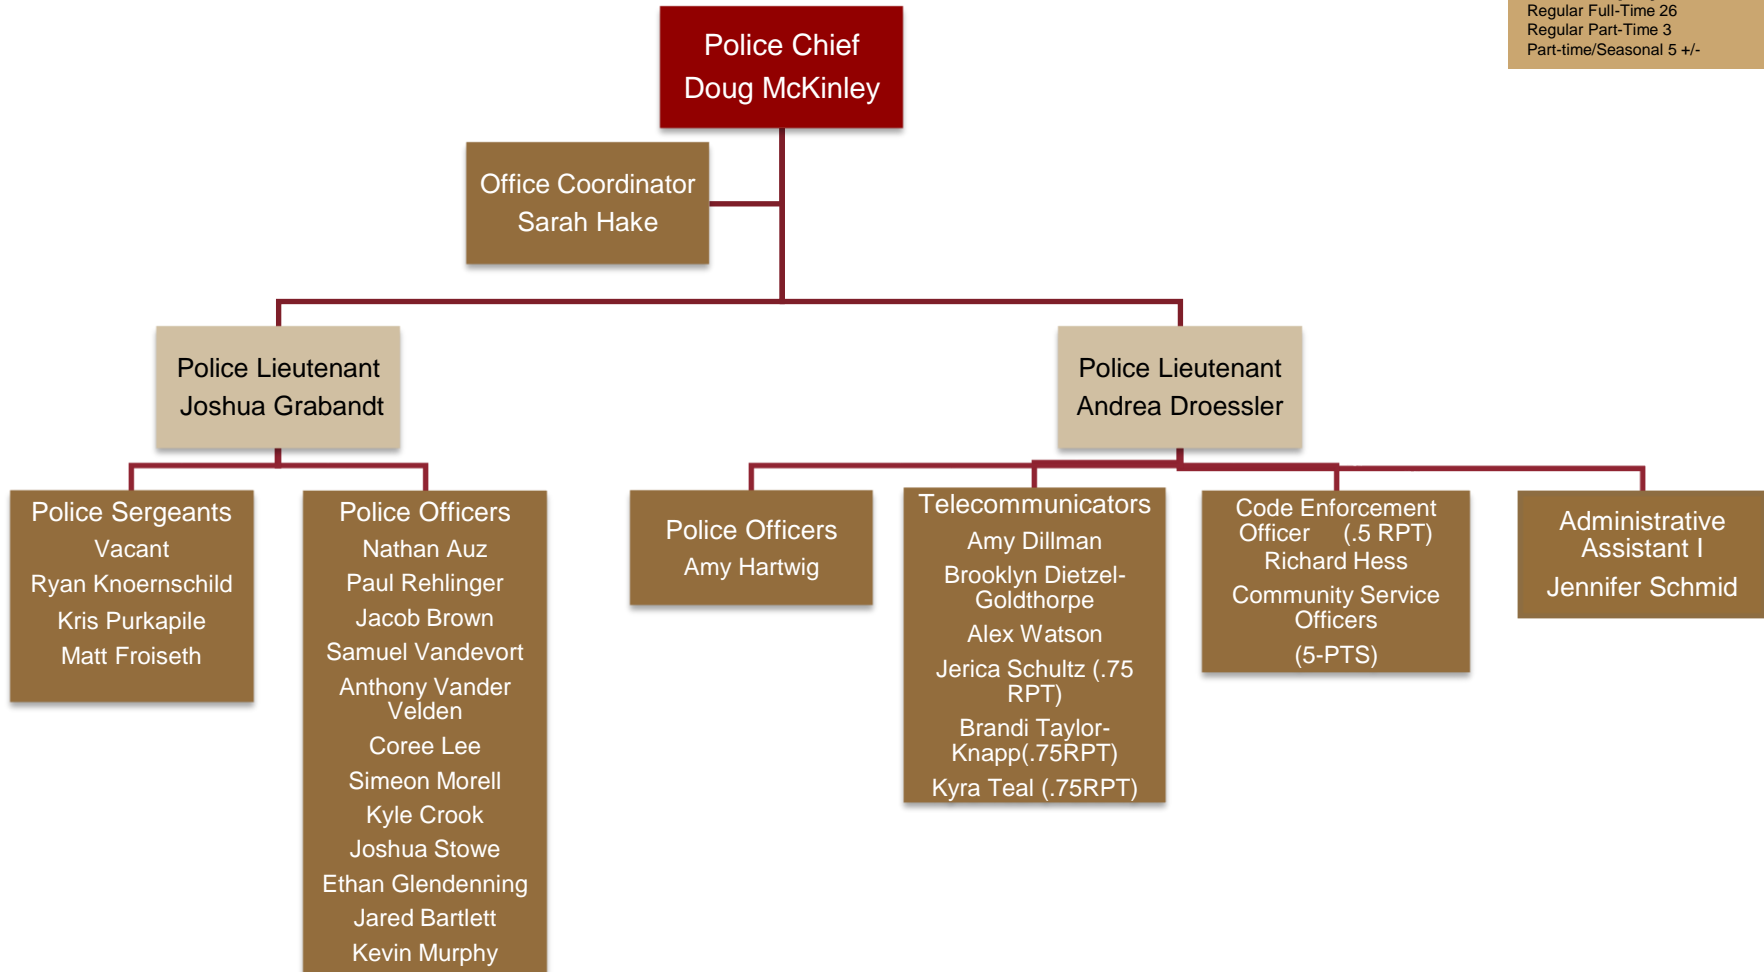 Regular Full-Time 26
Regular Part-Time 3
Part-time/Seasonal 5 +/-
Police Chief
Doug McKinley
Office Coordinator
Sarah Hake
Police Lieutenant
Joshua Grabandt
Police Lieutenant
Andrea Droessler
Police Sergeants
Vacant
Ryan Knoernschild
Kris Purkapile
Matt Froiseth
Police Officers
Nathan Auz
Paul Rehlinger
Jacob Brown
Samuel Vandevort
Anthony Vander
Velden
Coree Lee
Simeon Morell
Kyle Crook
Joshua Stowe
Ethan Glendenning
Jared Bartlett
Kevin Murphy
Police Officers
Amy Hartwig
Telecommunicators
Amy Dillman
Brooklyn Dietzel-
Goldthorpe
Alex Watson
Jerica Schultz (.75
RPT)
Brandi Taylor-
Knapp(.75RPT)
Kyra Teal (.75RPT)
Code Enforcement
Officer (.5 RPT)
Richard Hess
Community Service
Officers
(5-PTS)
Administrative
Assistant I
Jennifer Schmid